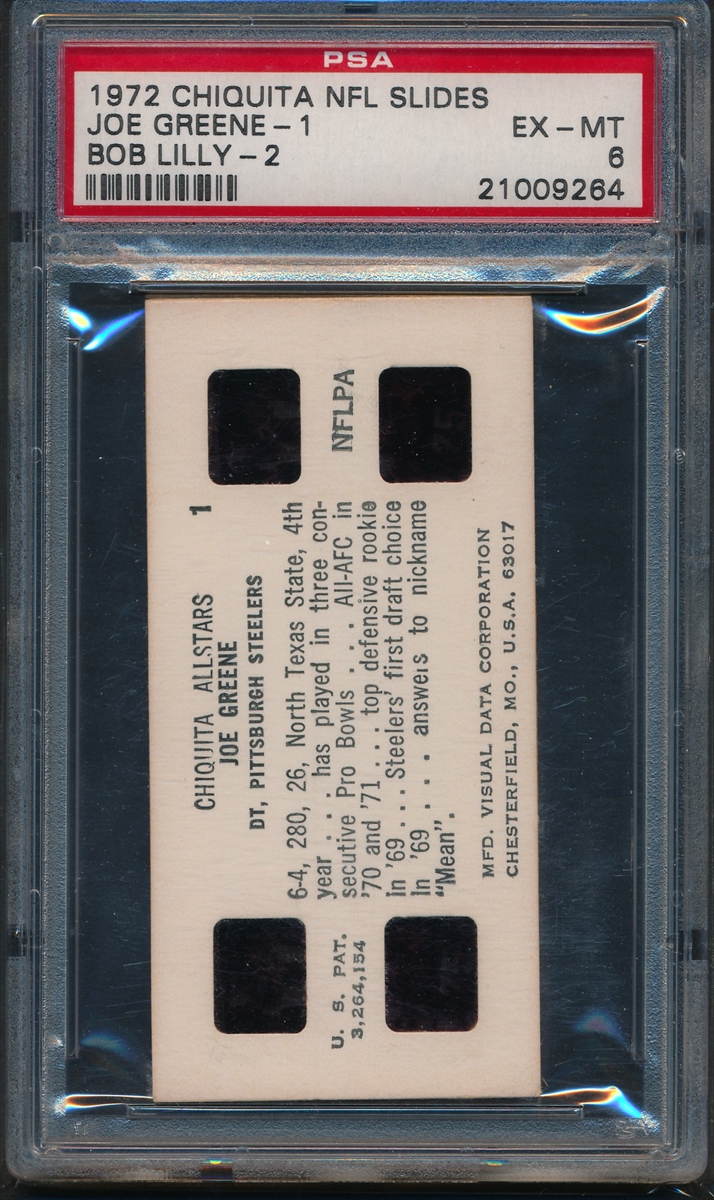 PSA
1972 CHIQUITA NFL SLIDES
JOE GREENE-1 EX-MT
BOB LILLY-2 6
21009264
CHIQUITA ALLSTARS 1
JOE GREENE
DT, PITTSBURGH STEELERS
6-4, 280, 26, North Texas State, 4th
year . . . has played in three con-
secutive Pro Bowls . . . All-AFC in
'70 and '71 . . . top defensive rookie
in '69 . . . Steelers' first draft choice
In '69 . . . answers to nickname
"Mean".
U. S. PAT.
3,264,154
NFLPA
MFD. VISUAL DATA CORPORATION
CHESTERFIELD, MO., U.S.A. 63017